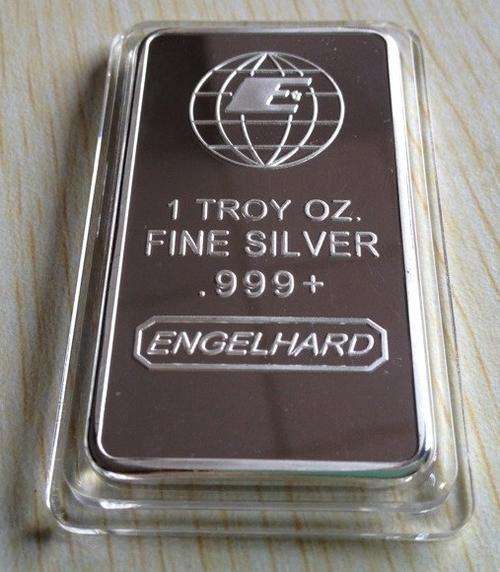 E
1 TROY OZ.
FINE SILVER
.999+
ENGELHARD